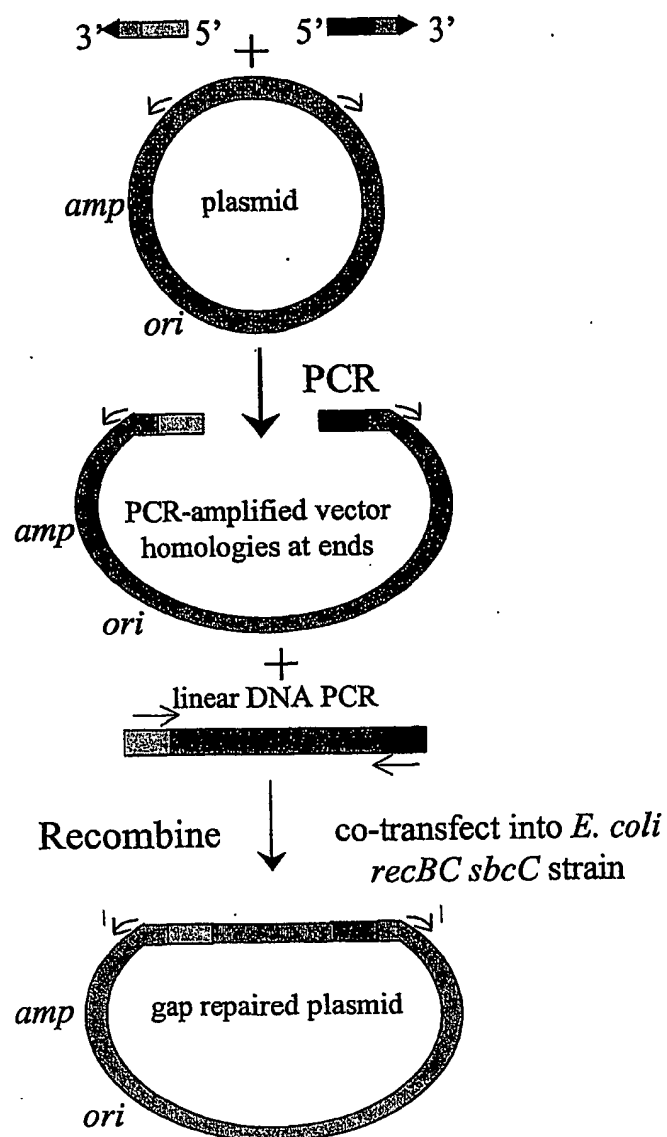 3’ 5’ + 5’ 3’
amp
plasmid
ori
PCR
amp
PCR-amplified vector
homologies at ends
ori
+
linear DNA PCR
Recombine
co-transfect into E. coli
recBC sbcC strain
amp
gap repaired plasmid
ori